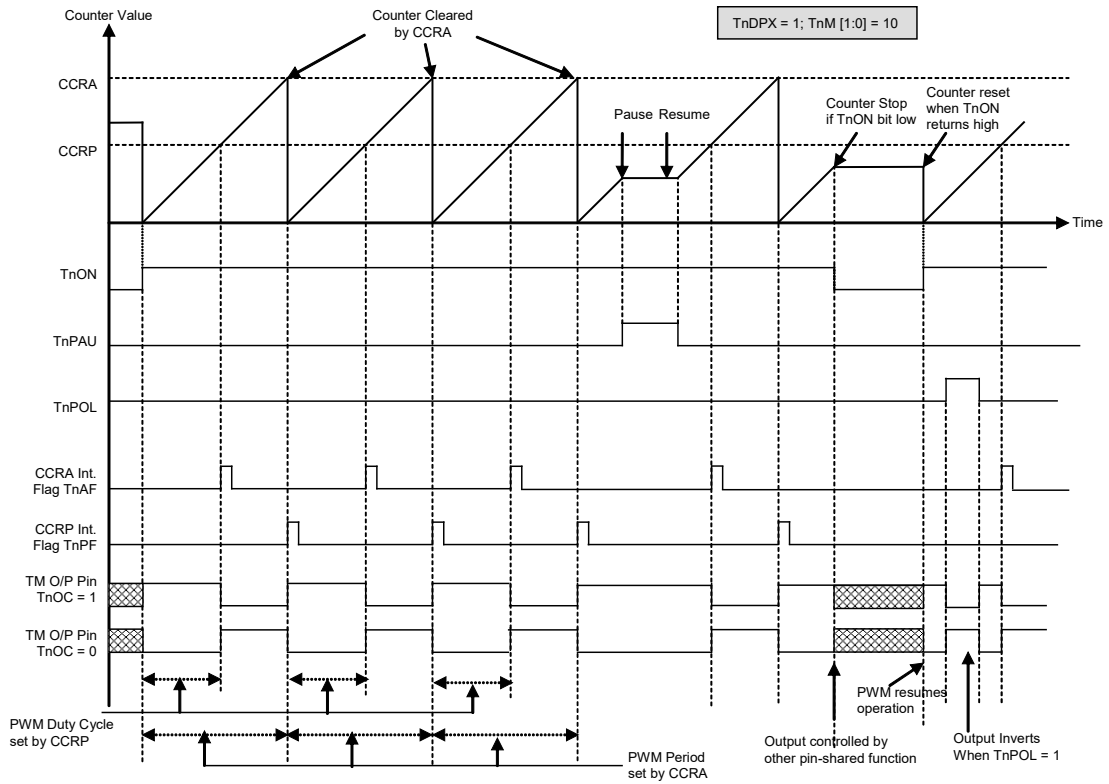 Counter Value
Counter Cleared
by CCRA
TnDPX = 1; TnM [1:0] = 10
CCRA
Pause Resume
Counter Stop
if TnON bit low
Counter reset
when TnON
returns high
CCRP
Time
TnON
TnPAU
TnPOL
CCRA Int.
Flag TnAF
CCRP Int.
Flag TnPF
TM O/P Pin
TnOC = 1
TM O/P Pin
TnOC = 0
PWM Duty Cycle
set by CCRP
PWM Period
set by CCRA
Output controlled by
other pin-shared function
PWM resumes
operation
Output Inverts
When TnPOL = 1